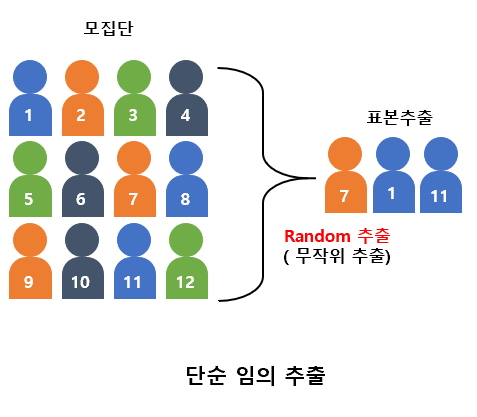 모집단
1 2 3 4
5 6 7 8
9 10 11 12
표본추출
7 1 11
Random 추출
( 무작위 추출)
단순 임의 추출